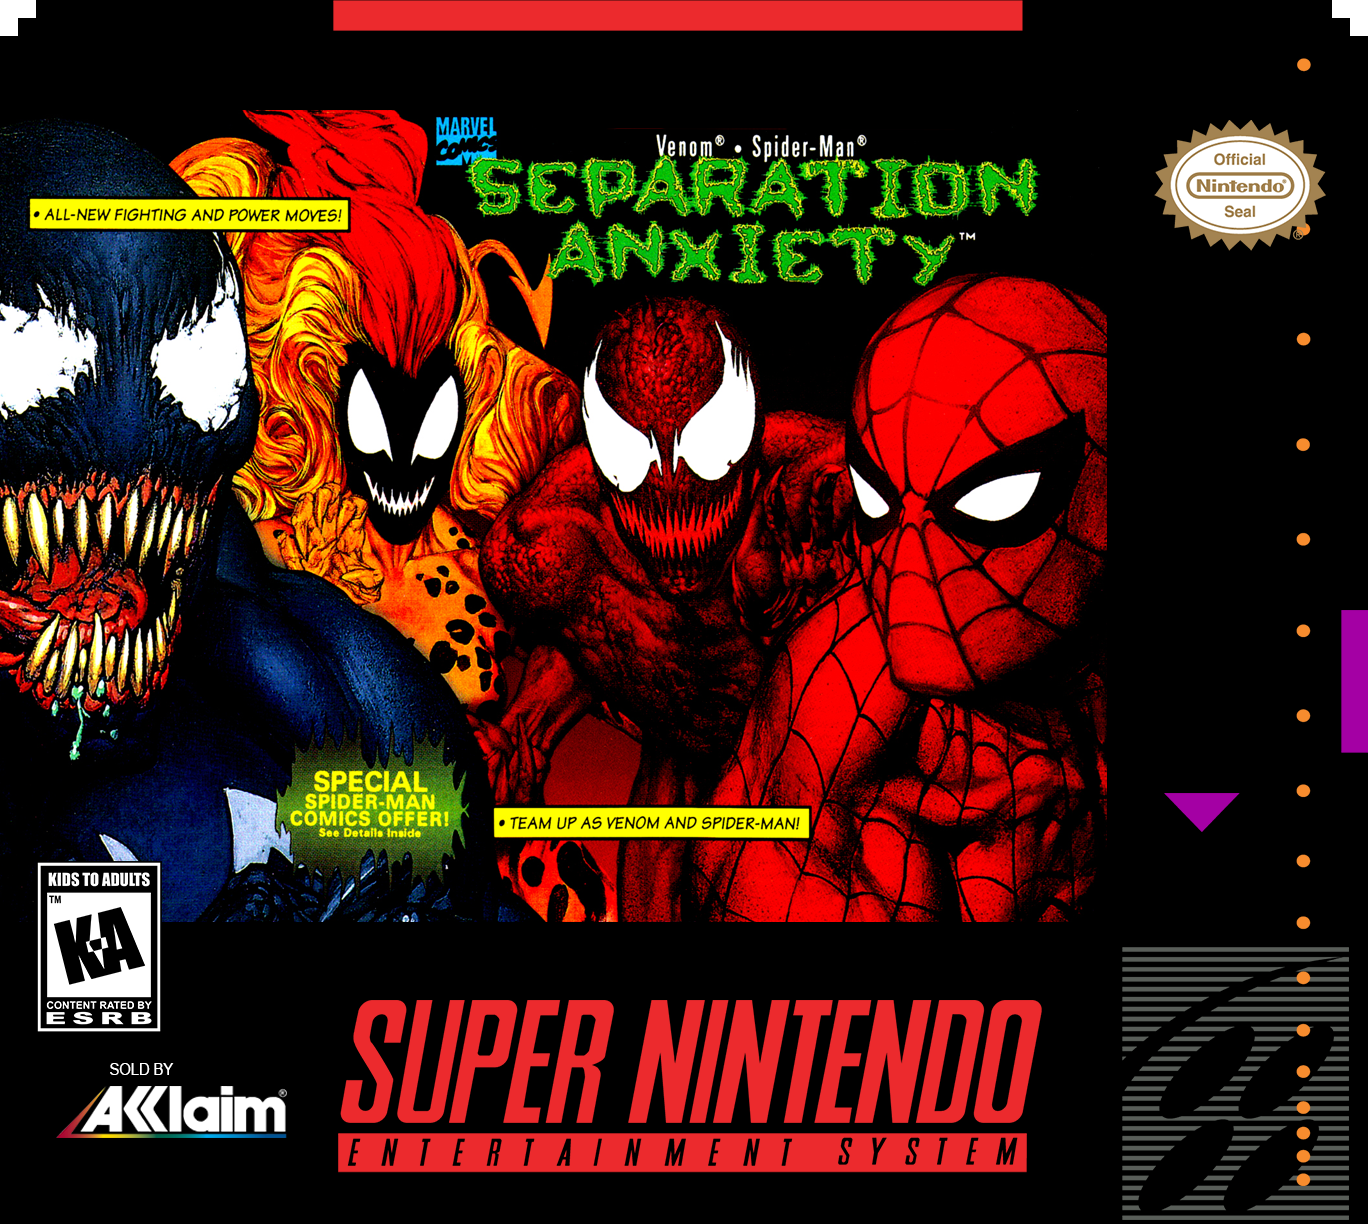 MARVEL
COMICS
Venom® • Spider-Man®
SEPARATION
ANXIETY™
• ALL-NEW FIGHTING AND POWER MOVES!
Official
Nintendo®
Seal
®
SPECIAL
SPIDER-MAN
COMICS OFFER!
See Details Inside
• TEAM UP AS VENOM AND SPIDER-MAN!
KIDS TO ADULTS
TM
K-A
CONTENT RATED BY
ESRB
SOLD BY
AKKlaim®
SUPER NINTENDO
ENTERTAINMENT SYSTEM